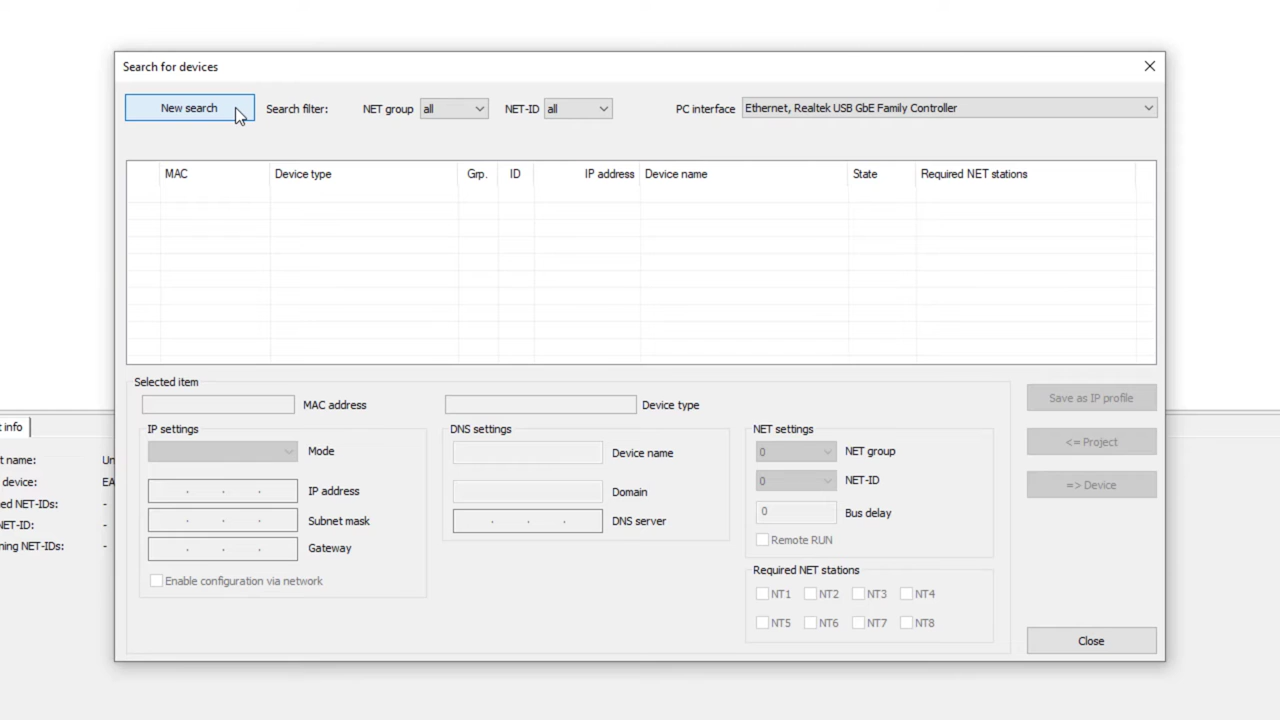 Search for devices
New search
Search filter:
NET group
all
NET-ID
all
PC interface
Ethernet, Realtek USB GbE Family Controller
MAC
Device type
Grp.
ID
IP address
Device name
State
Required NET stations
Selected item
MAC address
Device type
Save as IP profile
IP settings
DNS settings
NET settings
Mode
Device name
0
NET group
<= Project
0
NET-ID
=> Device
. . .
IP address
Domain
0
Bus delay
. . .
Subnet mask
. . .
DNS server
Remote RUN
. . .
Gateway
Required NET stations
Enable configuration via network
NT1
NT2
NT3
NT4
NT5
NT6
NT7
NT8
Close
t info
t name:
Un
device:
EA
ed NET-IDs:
-
NET-ID:
-
ning NET-IDs:
-